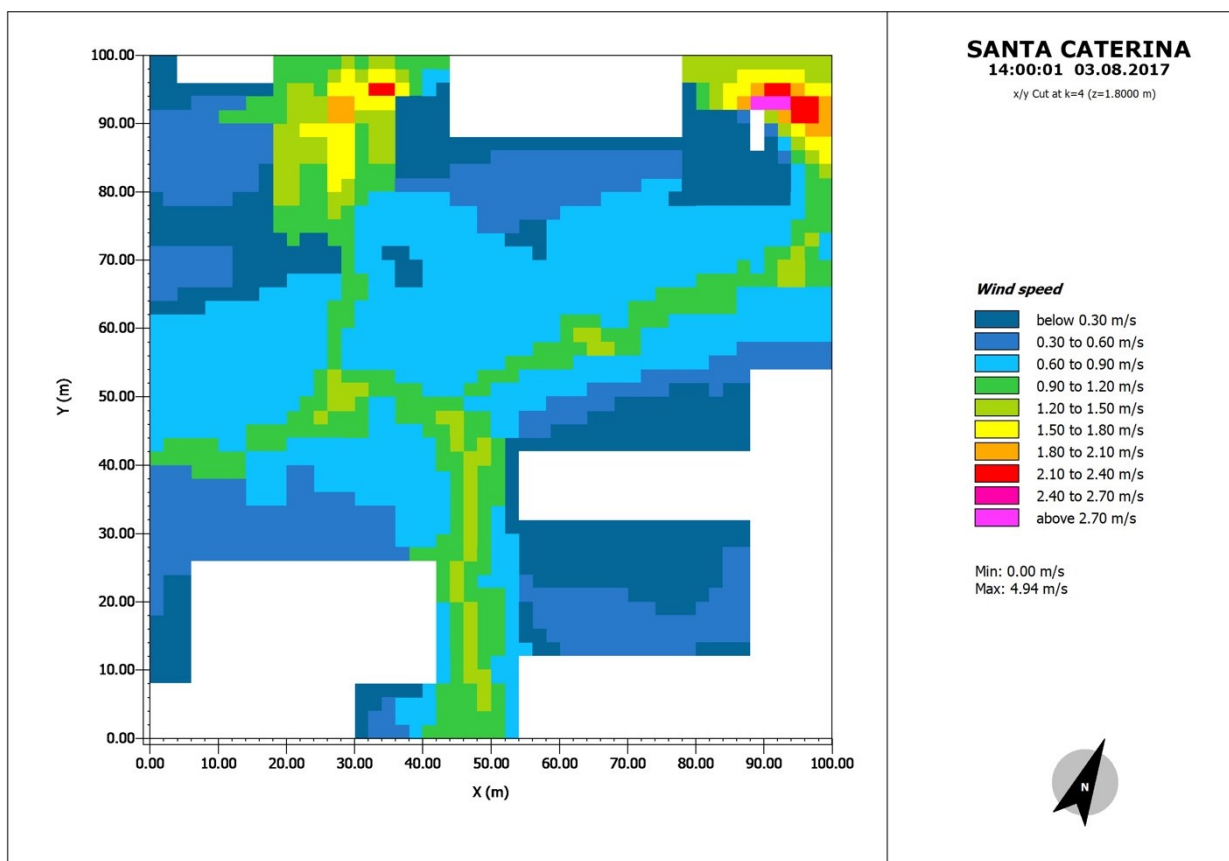 SANTA CATERINA
14:00:01 03.08.2017
x/y Cut at k=4 (z=1.8000 m)
100.00
90.00
80.00
70.00
60.00
50.00
40.00
30.00
20.00
10.00
0.00
Y (m)
0.00 10.00 20.00 30.00 40.00 50.00 60.00 70.00 80.00 90.00 100.00
X (m)
Wind speed
below 0.30 m/s
0.30 to 0.60 m/s
0.60 to 0.90 m/s
0.90 to 1.20 m/s
1.20 to 1.50 m/s
1.50 to 1.80 m/s
1.80 to 2.10 m/s
2.10 to 2.40 m/s
2.40 to 2.70 m/s
above 2.70 m/s
Min: 0.00 m/s
Max: 4.94 m/s
N